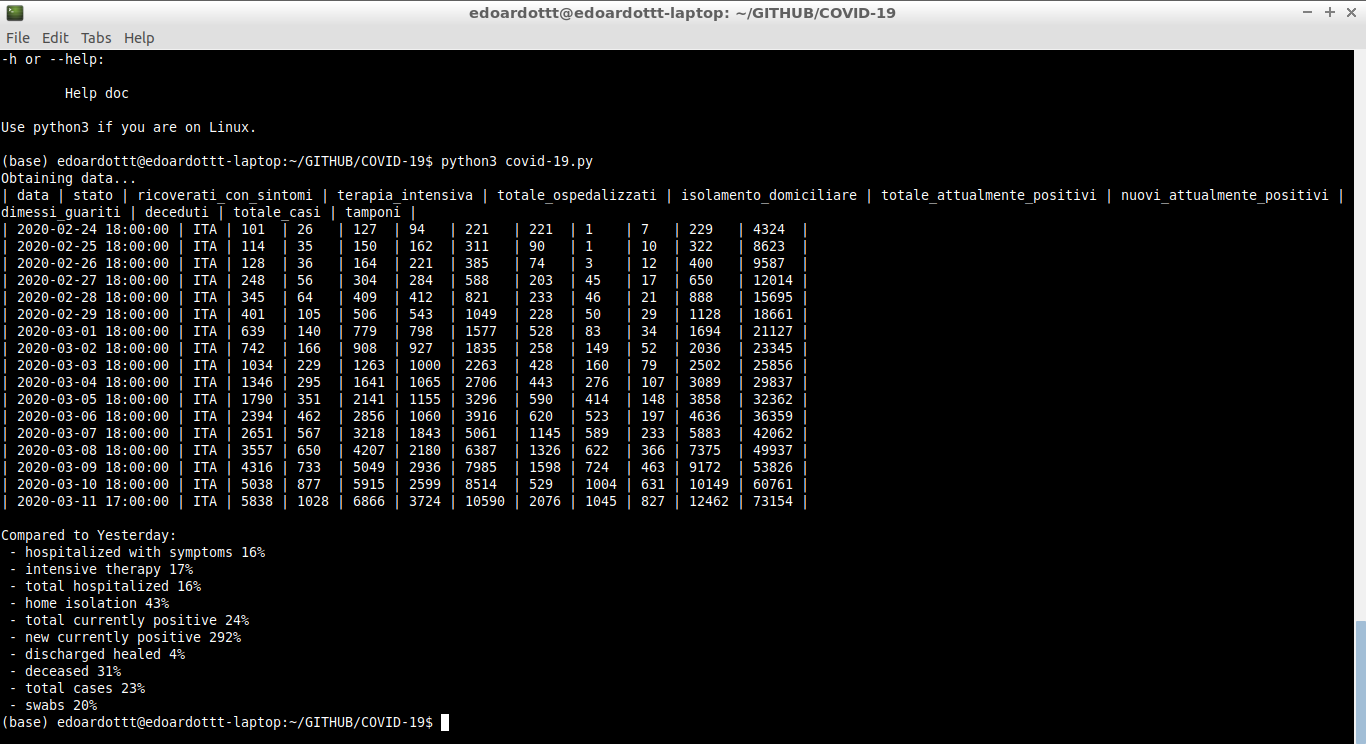 edoardottt@edoardottt-laptop: ~/GITHUB/COVID-19
File Edit Tabs Help
-h or --help:
Help doc
Use python3 if you are on Linux.
(base) edoardottt@edoardottt-laptop:~/GITHUB/COVID-19$ python3 covid-19.py
Obtaining data...
| data | stato | ricoverati_con_sintomi | terapia_intensiva | totale_ospedalizzati | isolamento_domiciliare | totale_attualmente_positivi | nuovi_attualmente_positivi |
dimessi_guariti | deceduti | totale_casi | tamponi |
| 2020-02-24 18:00:00 | ITA | 101 | 26 | 127 | 94 | 221 | 221 | 1 | 7 | 229 | 4324 |
| 2020-02-25 18:00:00 | ITA | 114 | 35 | 150 | 162 | 311 | 90 | 1 | 10 | 322 | 8623 |
| 2020-02-26 18:00:00 | ITA | 128 | 36 | 164 | 221 | 385 | 74 | 3 | 12 | 400 | 9587 |
| 2020-02-27 18:00:00 | ITA | 248 | 56 | 304 | 284 | 588 | 203 | 45 | 17 | 650 | 12014 |
| 2020-02-28 18:00:00 | ITA | 345 | 64 | 409 | 412 | 821 | 233 | 46 | 21 | 888 | 15695 |
| 2020-02-29 18:00:00 | ITA | 401 | 105 | 506 | 543 | 1049 | 228 | 50 | 29 | 1128 | 18661 |
| 2020-03-01 18:00:00 | ITA | 639 | 140 | 779 | 798 | 1577 | 528 | 83 | 34 | 1694 | 21127 |
| 2020-03-02 18:00:00 | ITA | 742 | 166 | 908 | 927 | 1835 | 258 | 149 | 52 | 2036 | 23345 |
| 2020-03-03 18:00:00 | ITA | 1034 | 229 | 1263 | 1000 | 2263 | 428 | 160 | 79 | 2502 | 25856 |
| 2020-03-04 18:00:00 | ITA | 1346 | 295 | 1641 | 1065 | 2706 | 443 | 276 | 107 | 3089 | 29837 |
| 2020-03-05 18:00:00 | ITA | 1790 | 351 | 2141 | 1155 | 3296 | 590 | 414 | 148 | 3858 | 32362 |
| 2020-03-06 18:00:00 | ITA | 2394 | 462 | 2856 | 1060 | 3916 | 620 | 523 | 197 | 4636 | 36359 |
| 2020-03-07 18:00:00 | ITA | 2651 | 567 | 3218 | 1843 | 5061 | 1145 | 589 | 233 | 5883 | 42062 |
| 2020-03-08 18:00:00 | ITA | 3557 | 650 | 4207 | 2180 | 6387 | 1326 | 622 | 366 | 7375 | 49937 |
| 2020-03-09 18:00:00 | ITA | 4316 | 733 | 5049 | 2936 | 7985 | 1598 | 724 | 463 | 9172 | 53826 |
| 2020-03-10 18:00:00 | ITA | 5038 | 877 | 5915 | 2599 | 8514 | 529 | 1004 | 631 | 10149 | 60761 |
| 2020-03-11 17:00:00 | ITA | 5838 | 1028 | 6866 | 3724 | 10590 | 2076 | 1045 | 827 | 12462 | 73154 |
Compared to Yesterday:
- hospitalized with symptoms 16%
- intensive therapy 17%
- total hospitalized 16%
- home isolation 43%
- total currently positive 24%
- new currently positive 292%
- discharged healed 4%
- deceased 31%
- total cases 23%
- swabs 20%
(base) edoardottt@edoardottt-laptop:~/GITHUB/COVID-19$